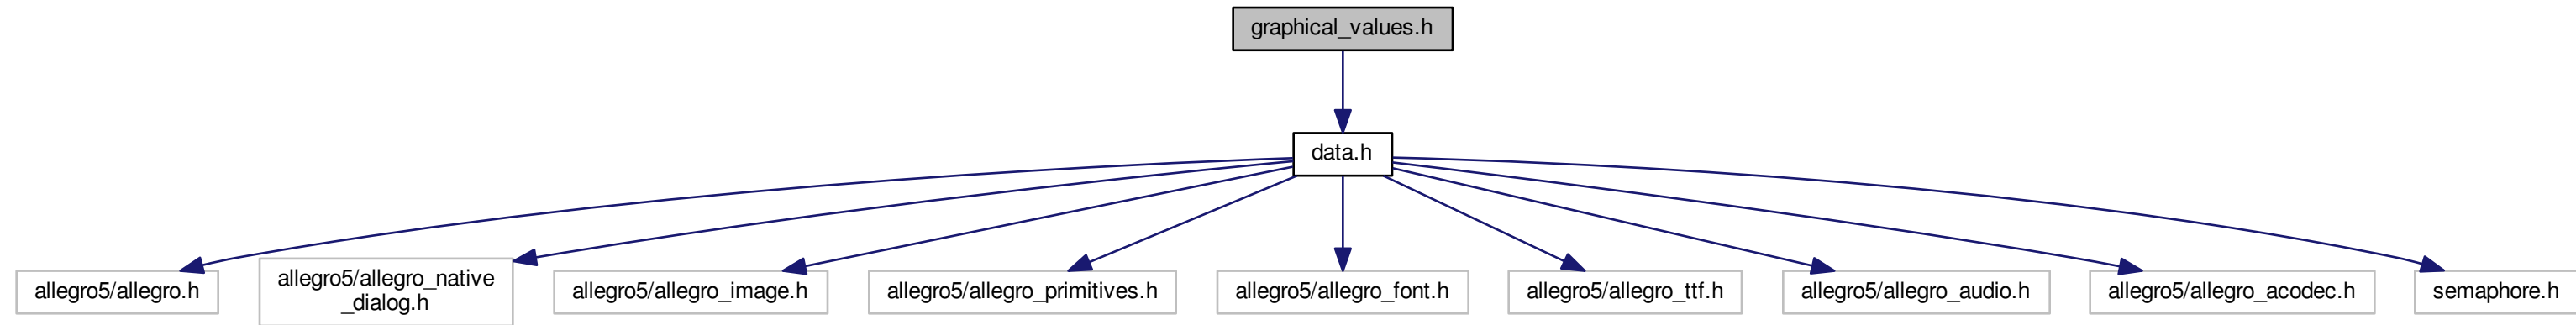 graphical_values.h
data.h
allegro5/allegro.h
allegro5/allegro_native
_dialog.h
allegro5/allegro_image.h
allegro5/allegro_primitives.h
allegro5/allegro_font.h
allegro5/allegro_ttf.h
allegro5/allegro_audio.h
allegro5/allegro_acodec.h
semaphore.h